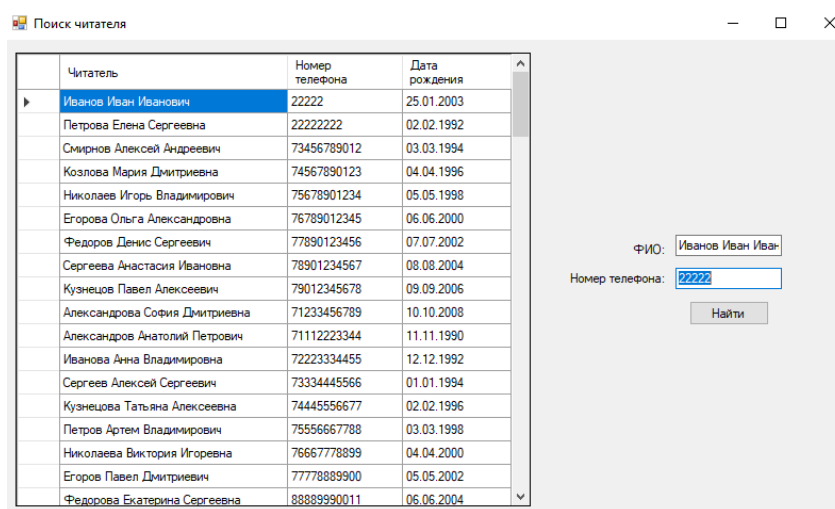 Поиск читателя
Читатель Номер телефона Дата рождения
Иванов Иван Иванович 22222 25.01.2003
Петрова Елена Сергеевна 22222222 02.02.1992
Смирнов Алексей Андреевич 73456789012 03.03.1994
Козлова Мария Дмитриевна 74567890123 04.04.1996
Николаев Игорь Владимирович 75678901234 05.05.1998
Егорова Ольга Александровна 76789012345 06.06.2000
Федоров Денис Сергеевич 77890123456 07.07.2002
Сергеева Анастасия Ивановна 78901234567 08.08.2004
Кузнецов Павел Алексеевич 79012345678 09.09.2006
Александрова София Дмитриевна 71233456789 10.10.2008
Александров Анатолий Петрович 71112223344 11.11.1990
Иванова Анна Владимировна 72223334455 12.12.1992
Сергеев Алексей Сергеевич 73334445566 01.01.1994
Кузнецова Татьяна Алексеевна 74445556677 02.02.1996
Петров Артем Владимирович 75556667788 03.03.1998
Николаева Виктория Игоревна 76667778899 04.04.2000
Егоров Павел Дмитриевич 77778889900 05.05.2002
Федорова Екатерина Сергеевна 88889990011 06.06.2004
ФИО: Иванов Иван Иван
Номер телефона: 22222
Найти